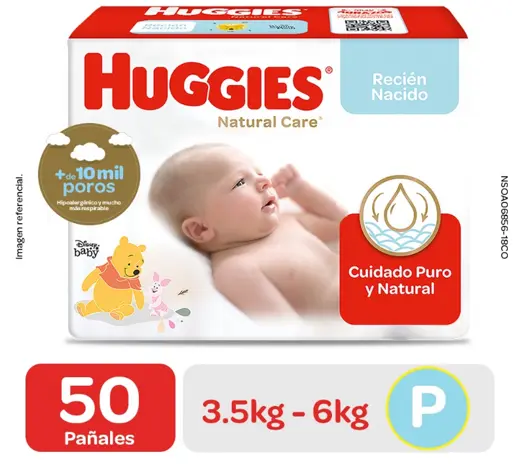 HUGGIES®
Natural Care®
Recién
Nacido
+de 10 mil
poros
Hipoalergénico y mucho
más respirable
Disney
baby
Cuidado Puro
y Natural
Imagen referencial.
NSOA06856-18CO
50
Pañales
3.5kg - 6kg
P